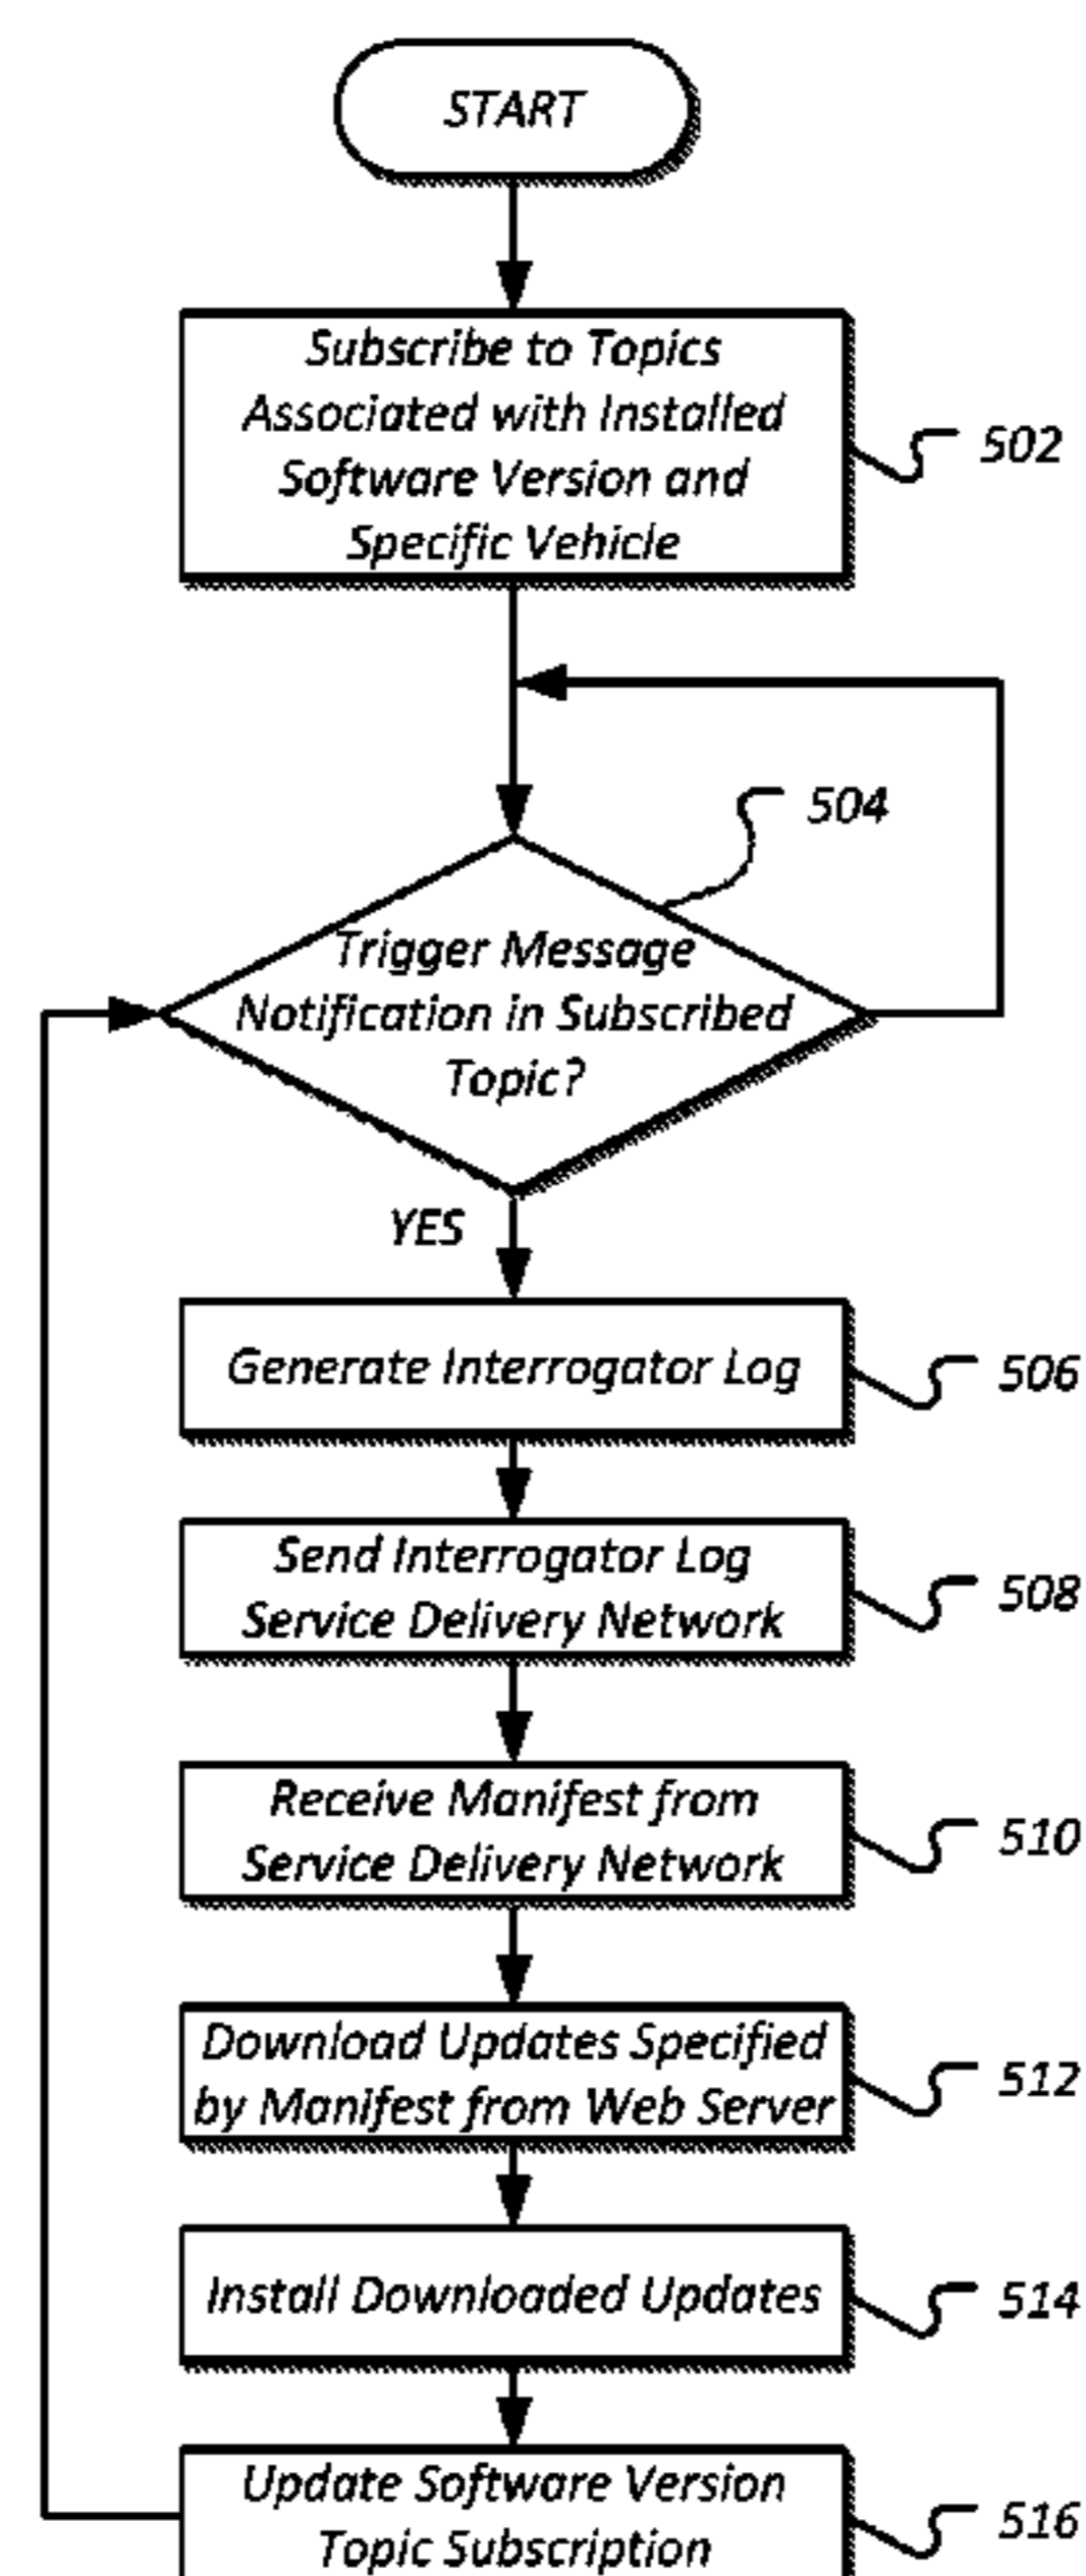 START
Subscribe to Topics
Associated with Installed
Software Version and
Specific Vehicle
502
504
Trigger Message
Notification in Subscribed
Topic?
YES
Generate Interrogator Log
506
Send Interrogator Log
Service Delivery Network
508
Receive Manifest from
Service Delivery Network
510
Download Updates Specified
by Manifest from Web Server
512
Install Downloaded Updates
514
Update Software Version
Topic Subscription
516